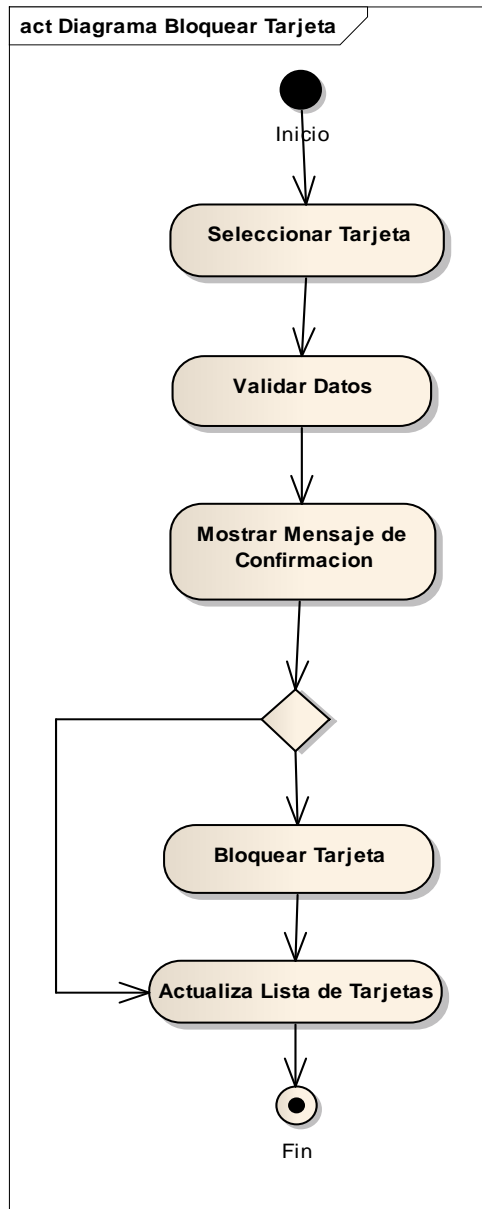 act Diagrama Bloquear Tarjeta
Inicio
Seleccionar Tarjeta
Validar Datos
Mostrar Mensaje de
Confirmacion
Bloquear Tarjeta
Actualiza Lista de Tarjetas
Fin